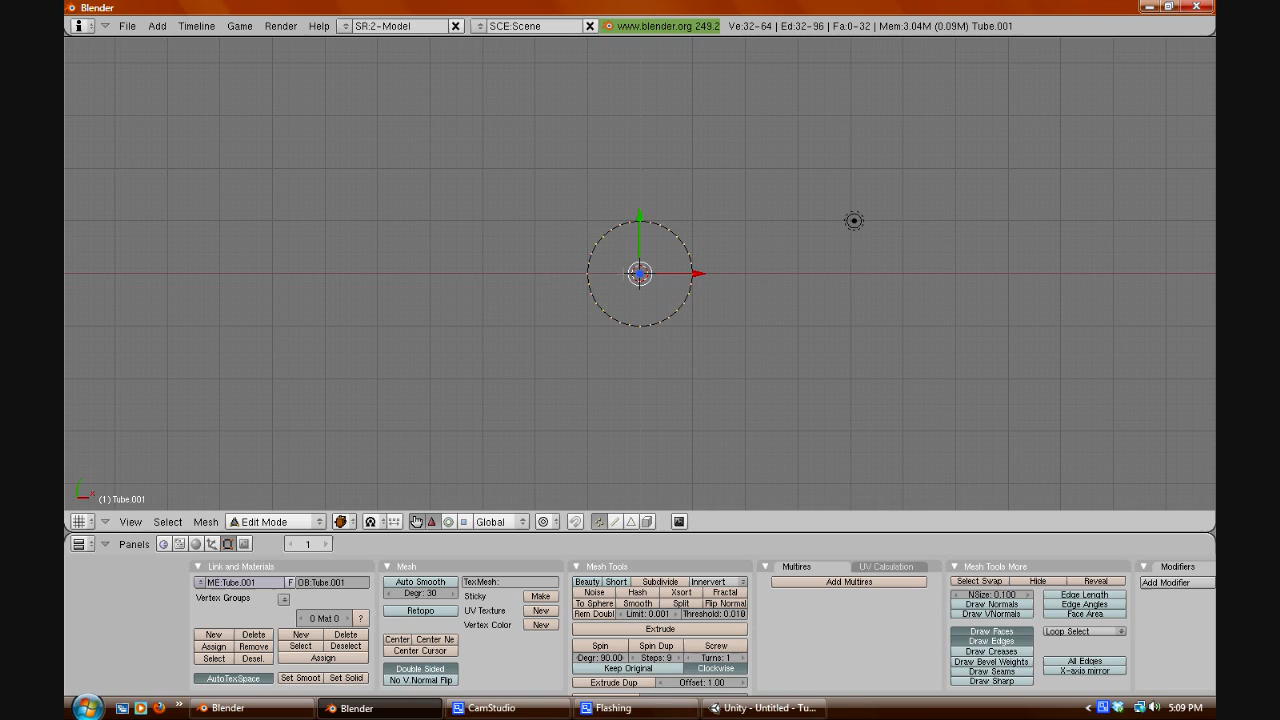 Blender
File Add Timeline Game Render Help SR:2-Model SCE:Scene www.blender.org 249.2 Ve:32-64 | Ed:32-96 | Fa:0-32 | Mem:3.04M (0.09M) Tube.001
x (1) Tube.001
View Select Mesh Edit Mode Global
Panels 1
Link and Materials Mesh Mesh Tools Multires UV Calculation Mesh Tools More Modifiers
ME:Tube.001 F OB:Tube.001 Auto Smooth TexMesh: Beauty Short Subdivide Innervert Add Multires Select Swap Hide Reveal Add Modifier
Vertex Groups Degr: 30 Sticky Make Noise Hash Xsort Fractal NSize: 0.100 Edge Length
To Sphere Smooth Split Flip Normal Draw Normals Edge Angles
Retopo UV Texture New Rem Doubl Limit: 0.001 Threshold: 0.010 Draw VNormals Face Area
0 Mat 0 ? Vertex Color New Extrude
New Delete New Delete Center Center Ne Draw Faces Loop Select
Assign Remove Select Deselect Center Cursor Spin Spin Dup Screw Draw Edges
Select Desel. Assign Degr: 90.00 Steps: 9 Turns: 1 Draw Creases
Double Sided Keep Original Clockwise Draw Bevel Weights All Edges
AutoTexSpace Set Smoot Set Solid No V.Normal Flip Draw Seams X-axis mirror
Extrude Dup Offset: 1.00 Draw Sharp
Blender Blender CamStudio Flashing Unity - Untitled - Tu... 5:09 PM